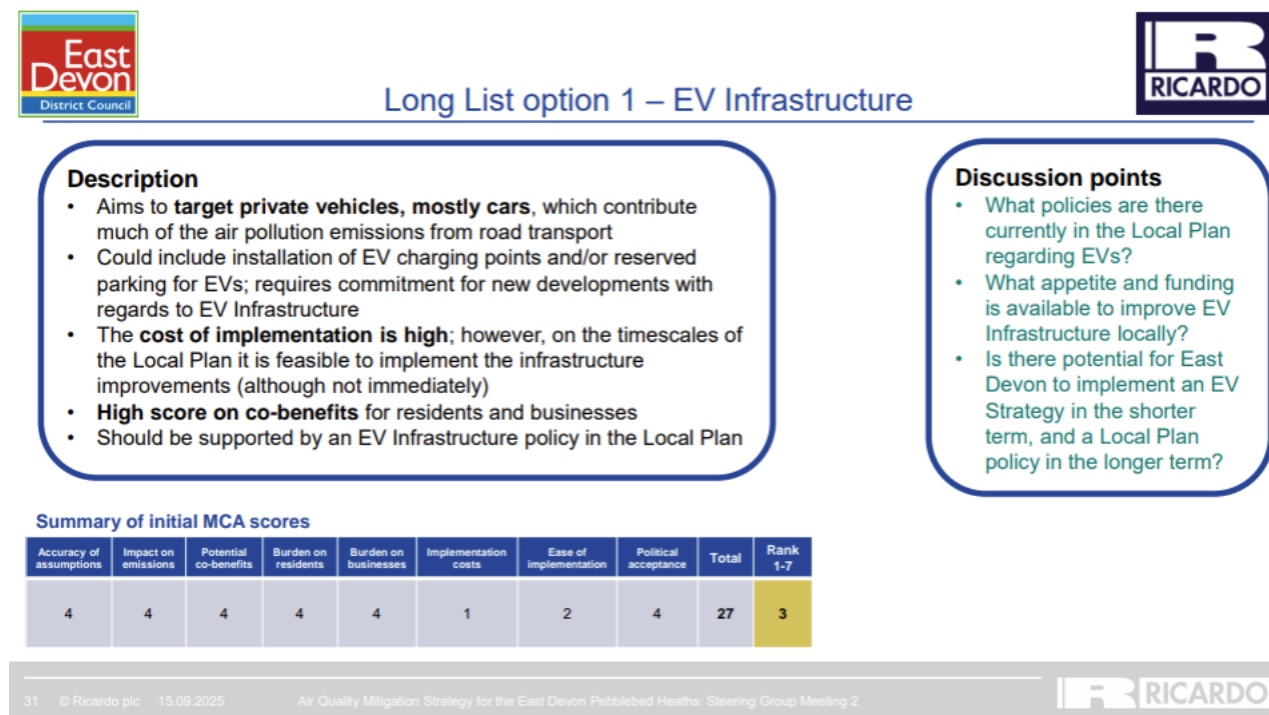 East
Devon
District Council
RICARDO
Long List option 1 – EV Infrastructure
Description
• Aims to target private vehicles, mostly cars, which contribute
much of the air pollution emissions from road transport
• Could include installation of EV charging points and/or reserved
parking for EVs; requires commitment for new developments with
regards to EV Infrastructure
• The cost of implementation is high; however, on the timescales of
the Local Plan it is feasible to implement the infrastructure
improvements (although not immediately)
• High score on co-benefits for residents and businesses
• Should be supported by an EV Infrastructure policy in the Local Plan
Discussion points
• What policies are there
currently in the Local Plan
regarding EVs?
• What appetite and funding
is available to improve EV
Infrastructure locally?
• Is there potential for East
Devon to implement an EV
Strategy in the shorter
term, and a Local Plan
policy in the longer term?
Summary of initial MCA scores
Accuracy of assumptions Impact on emissions Potential co-benefits Burden on residents Burden on businesses Implementation costs Ease of implementation Political acceptance Total Rank 1-7
4 4 4 4 4 1 2 4 27 3
31 © Ricardo plc 15.09.2025 Air Quality Mitigation Strategy for the East Devon Pebblebed Heaths: Steering Group Meeting 2
RICARDO